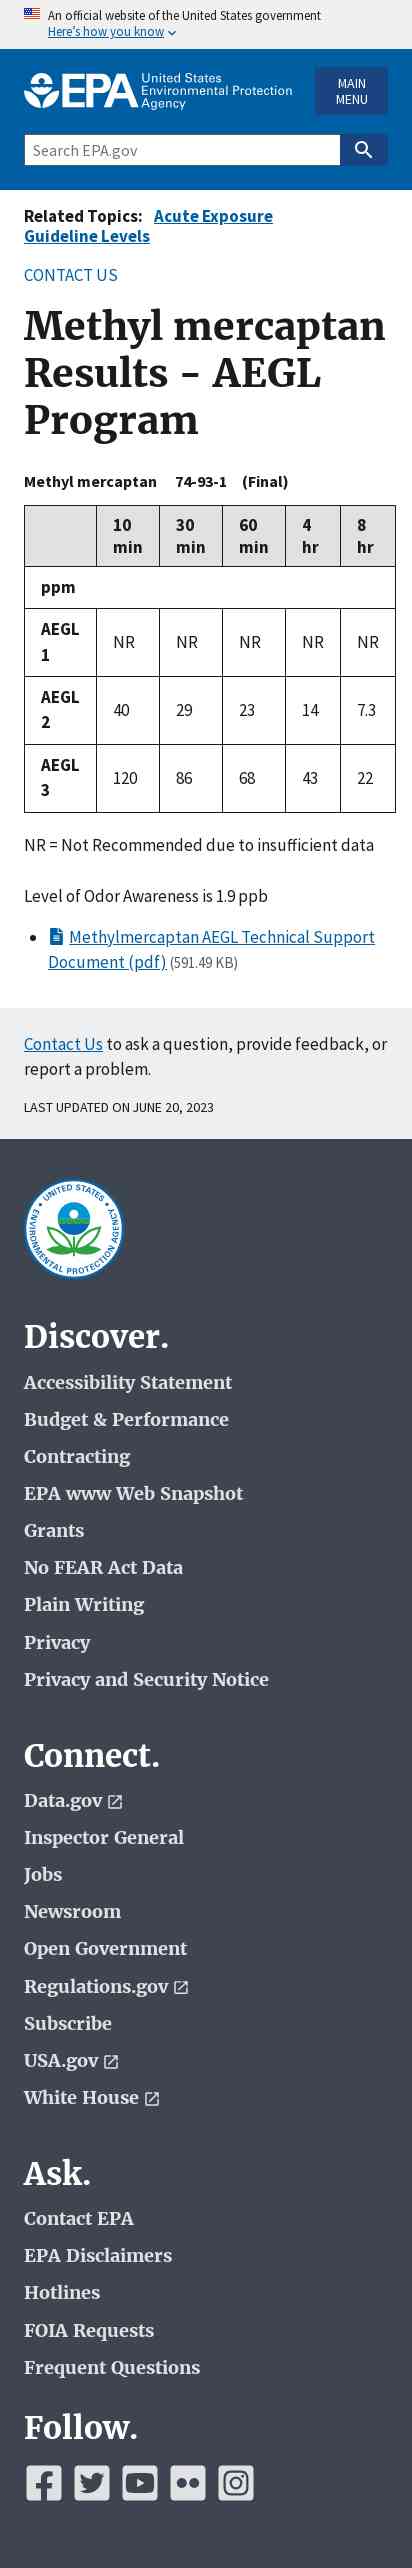 An official website of the United States government
Here's how you know
EPA United States
Environmental Protection
Agency
MAIN
MENU
Search EPA.gov
Related Topics: Acute Exposure
Guideline Levels
CONTACT US
Methyl mercaptan
Results - AEGL
Program
Methyl mercaptan 74-93-1 (Final)
10 min 30 min 60 min 4 hr 8 hr
ppm
AEGL 1 NR NR NR NR NR
AEGL 2 40 29 23 14 7.3
AEGL 3 120 86 68 43 22
NR = Not Recommended due to insufficient data
Level of Odor Awareness is 1.9 ppb
• Methylmercaptan AEGL Technical Support
Document (pdf) (591.49 KB)
Contact Us to ask a question, provide feedback, or
report a problem.
LAST UPDATED ON JUNE 20, 2023
UNITED STATES
ENVIRONMENTAL PROTECTION AGENCY
Discover.
Accessibility Statement
Budget & Performance
Contracting
EPA www Web Snapshot
Grants
No FEAR Act Data
Plain Writing
Privacy
Privacy and Security Notice
Connect.
Data.gov
Inspector General
Jobs
Newsroom
Open Government
Regulations.gov
Subscribe
USA.gov
White House
Ask.
Contact EPA
EPA Disclaimers
Hotlines
FOIA Requests
Frequent Questions
Follow.